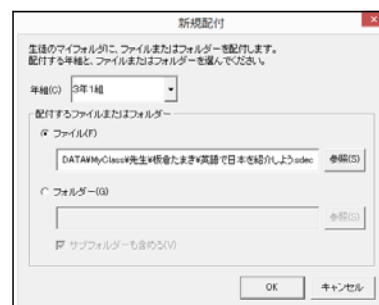 新規配付
生徒のマイフォルダに、ファイルまたはフォルダーを配付します。
配付する年組と、ファイルまたはフォルダーを選んでください。
年組(C) 3年1組
配付するファイルまたはフォルダー
ファイル(F)
DATA¥MyClass¥先生¥板倉たまき¥英語で日本を紹介しよう.sdec 参照(S)
フォルダー(G)
参照(S)
サブフォルダーも含める(V)
OK キャンセル